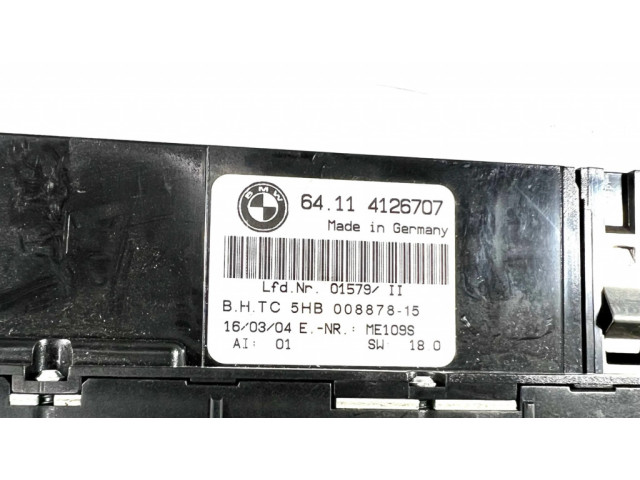 BMW
64.11 4126707
Made in Germany
Lfd.Nr. 01579/ II
B.H.TC 5HB 008878-15
16/03/04 E.-NR.: ME109S
AI: 01 SW: 18.0